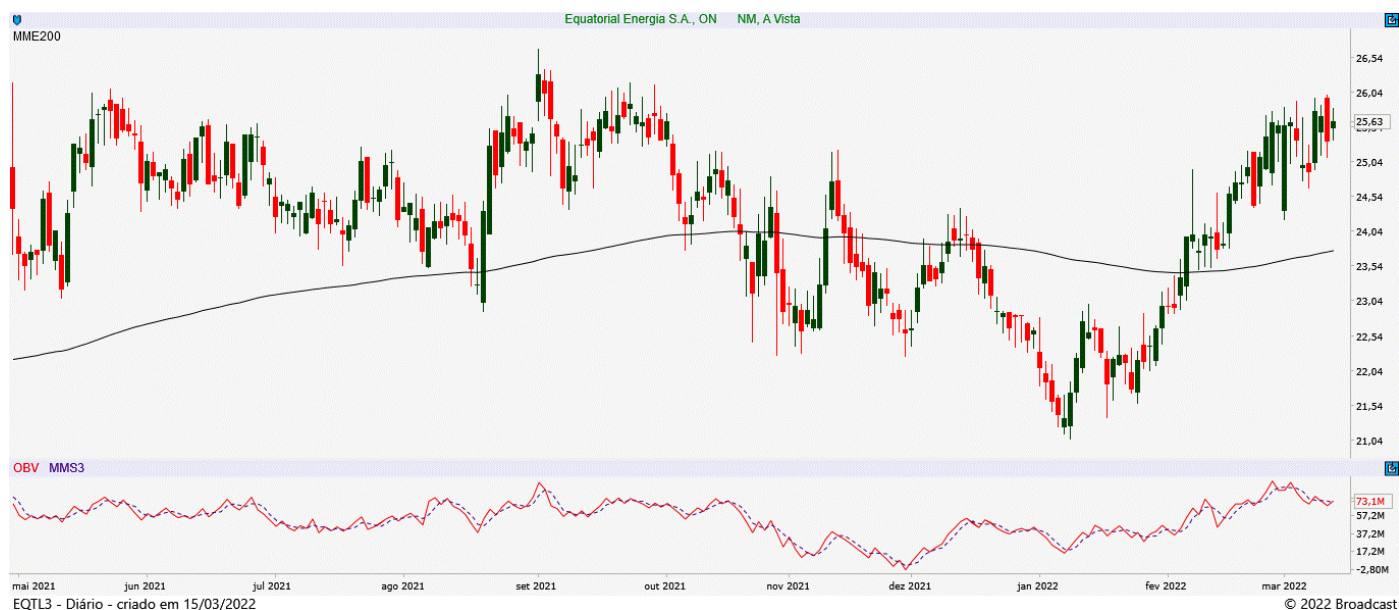 Equatorial Energia S.A., ON NM, A Vista
MME200
26,54
26,04
25,63
25,04
24,54
24,04
23,54
23,04
22,54
22,04
21,54
21,04
OBV MMS3
73,1M
57,2M
37,2M
17,2M
-2,80M
mai 2021 jun 2021 jul 2021 ago 2021 set 2021 out 2021 nov 2021 dez 2021 jan 2022 fev 2022 mar 2022
EQTL3 - Diário - criado em 15/03/2022 © 2022 Broadcast